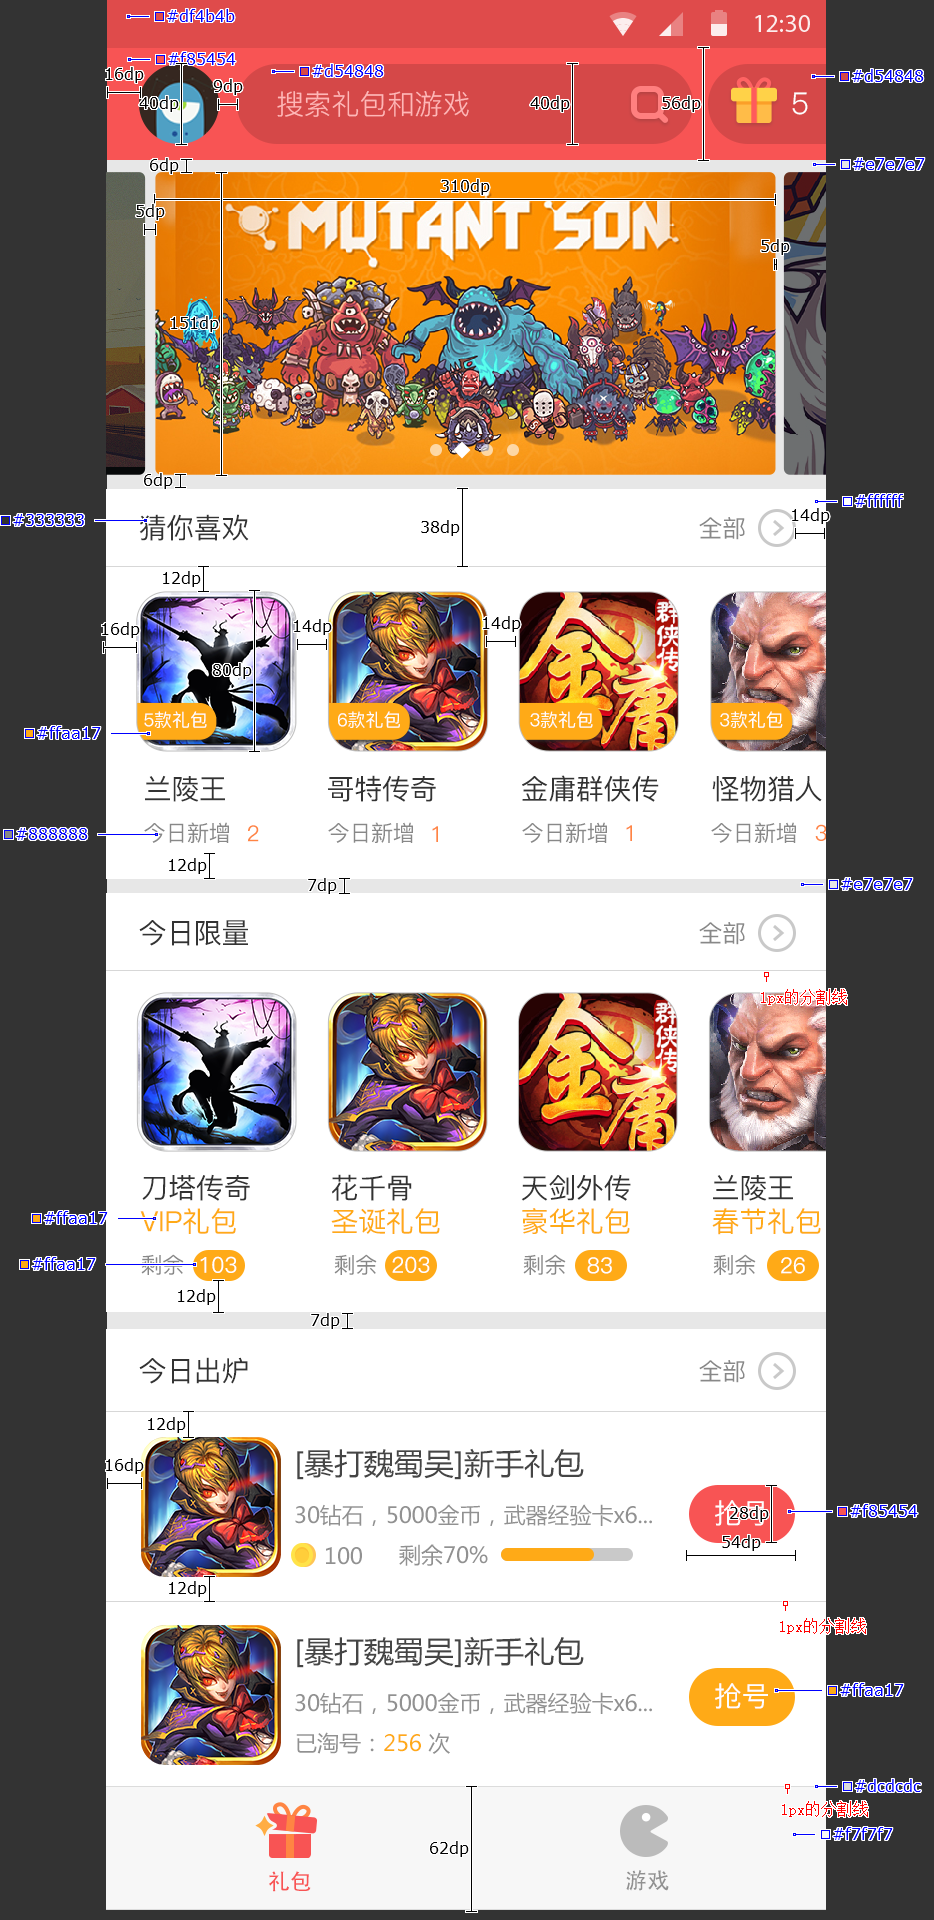 #df4b4b
12:30
#f85454
16dp
40dp
9dp
#d54848
搜索礼包和游戏
40dp
56dp
5
#d54848
6dp
#e7e7e7
310dp
5dp
MUTANT SON
5dp
151dp
6dp
#333333
猜你喜欢
38dp
全部
#ffffff
14dp
12dp
16dp
80dp
14dp
14dp
群侠传
金庸
5款礼包
6款礼包
3款礼包
3款礼包
#ffaa17
兰陵王
哥特传奇
金庸群侠传
怪物猎人
#888888
今日新增 2
今日新增 1
今日新增 1
今日新增 3
12dp
7dp
#e7e7e7
今日限量
全部
1px的分割线
群侠传
金庸
刀塔传奇
花千骨
天剑外传
兰陵王
#ffaa17
VIP礼包
圣诞礼包
豪华礼包
春节礼包
#ffaa17
剩余 103
剩余 203
剩余 83
剩余 26
12dp
7dp
今日出炉
全部
12dp
16dp
[暴打魏蜀吴]新手礼包
30钻石，5000金币，武器经验卡x6...
100
剩余70%
抢号
28dp
54dp
#f85454
12dp
1px的分割线
[暴打魏蜀吴]新手礼包
30钻石，5000金币，武器经验卡x6...
已淘号：256 次
抢号
#ffaa17
#dcdcdc
1px的分割线
#f7f7f7
62dp
礼包
游戏